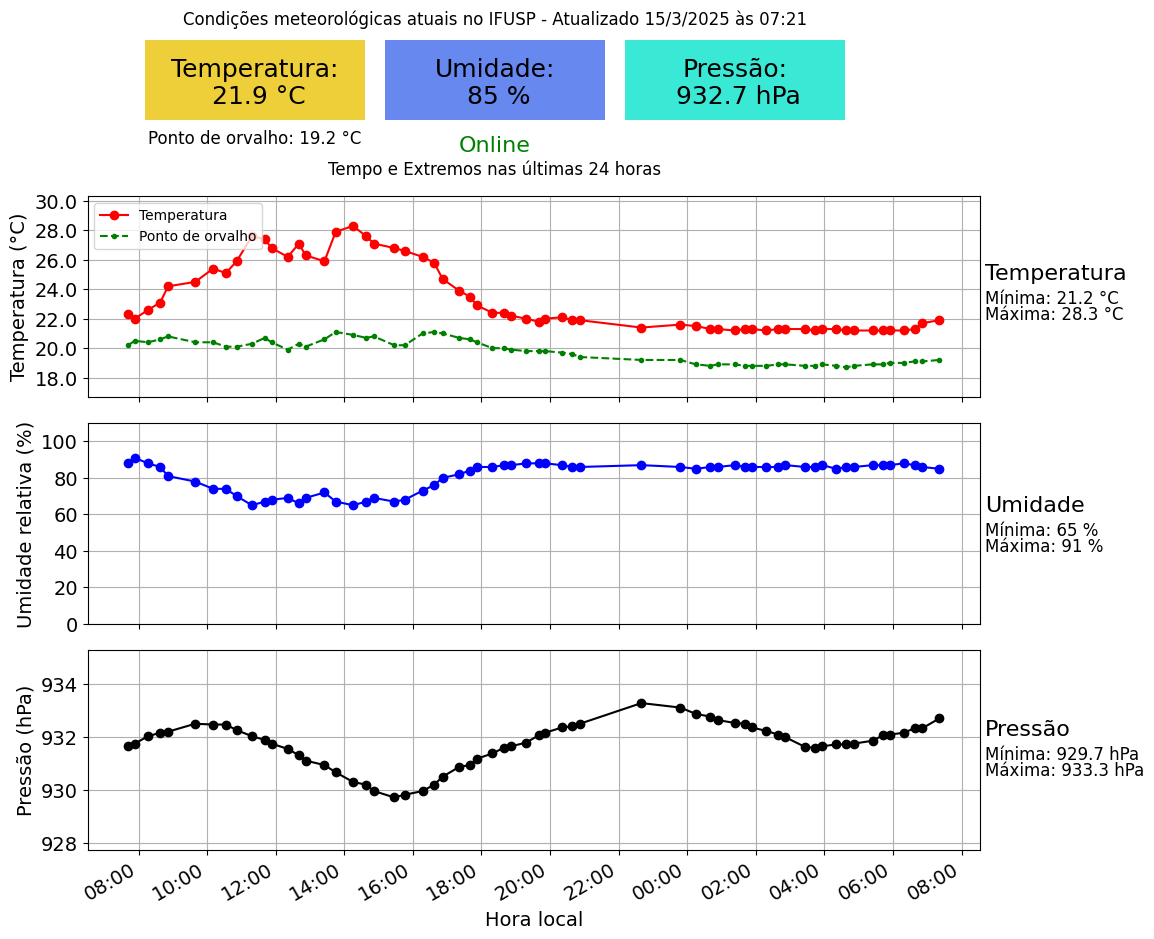 Condições meteorológicas atuais no IFUSP - Atualizado 15/3/2025 às 07:21
Temperatura:
21.9 °C
Umidade:
85 %
Pressão:
932.7 hPa
Ponto de orvalho: 19.2 °C
Online
Tempo e Extremos nas últimas 24 horas
Temperatura (°C)
30.0
28.0
26.0
24.0
22.0
20.0
18.0
Temperatura
Ponto de orvalho
Temperatura
Mínima: 21.2 °C
Máxima: 28.3 °C
Umidade relativa (%)
100
80
60
40
20
0
Umidade
Mínima: 65 %
Máxima: 91 %
Pressão (hPa)
934
932
930
928
Pressão
Mínima: 929.7 hPa
Máxima: 933.3 hPa
08:00 10:00 12:00 14:00 16:00 18:00 20:00 22:00 00:00 02:00 04:00 06:00 08:00
Hora local